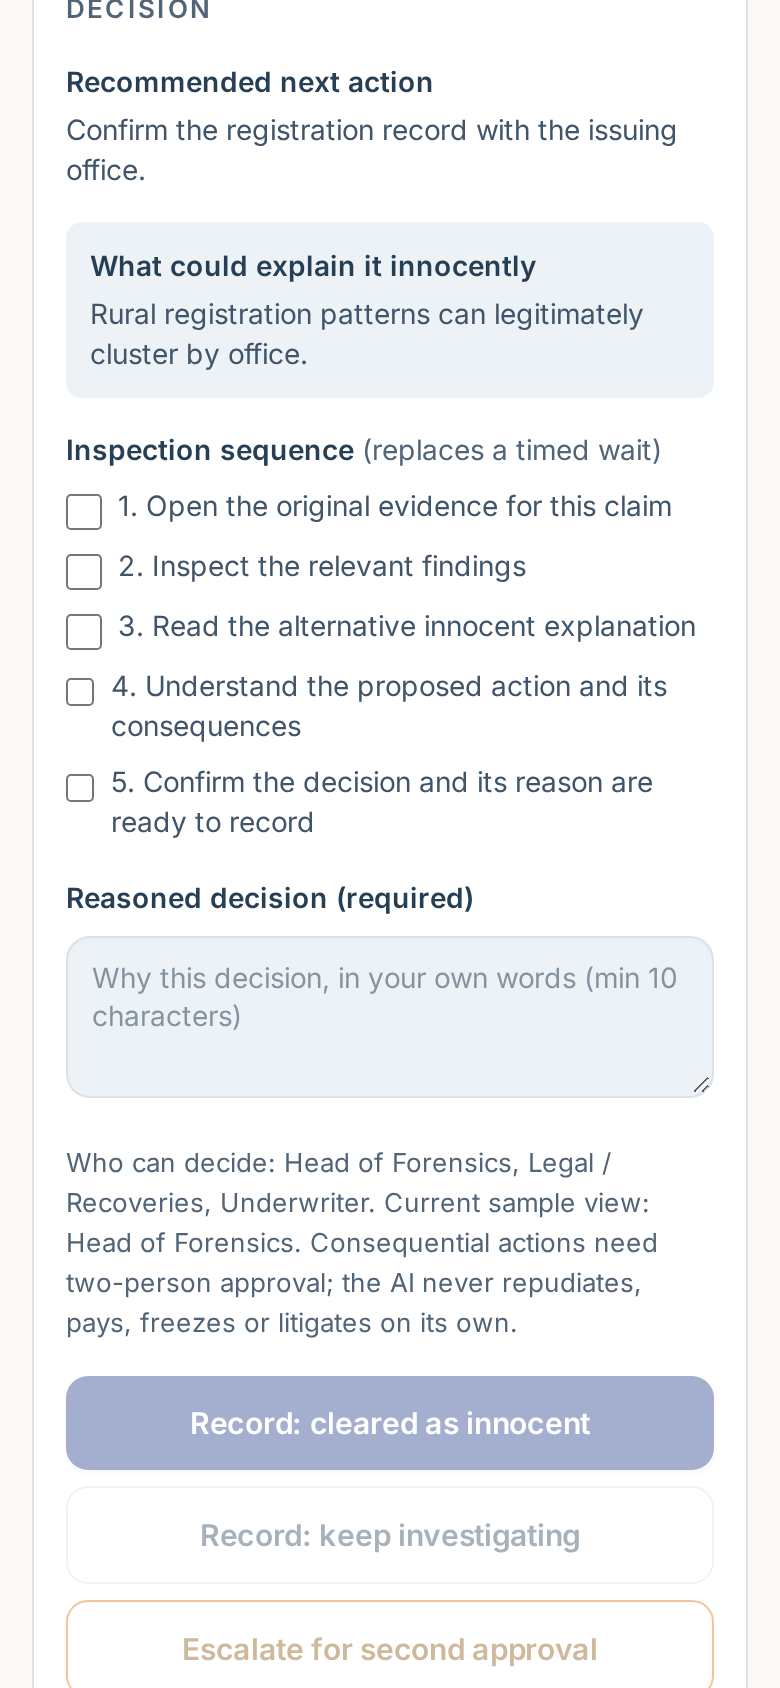 DECISION
Recommended next action
Confirm the registration record with the issuing
office.
What could explain it innocently
Rural registration patterns can legitimately
cluster by office.
Inspection sequence (replaces a timed wait)
1. Open the original evidence for this claim
2. Inspect the relevant findings
3. Read the alternative innocent explanation
4. Understand the proposed action and its
consequences
5. Confirm the decision and its reason are
ready to record
Reasoned decision (required)
Why this decision, in your own words (min 10
characters)
Who can decide: Head of Forensics, Legal /
Recoveries, Underwriter. Current sample view:
Head of Forensics. Consequential actions need
two-person approval; the AI never repudiates,
pays, freezes or litigates on its own.
Record: cleared as innocent
Record: keep investigating
Escalate for second approval